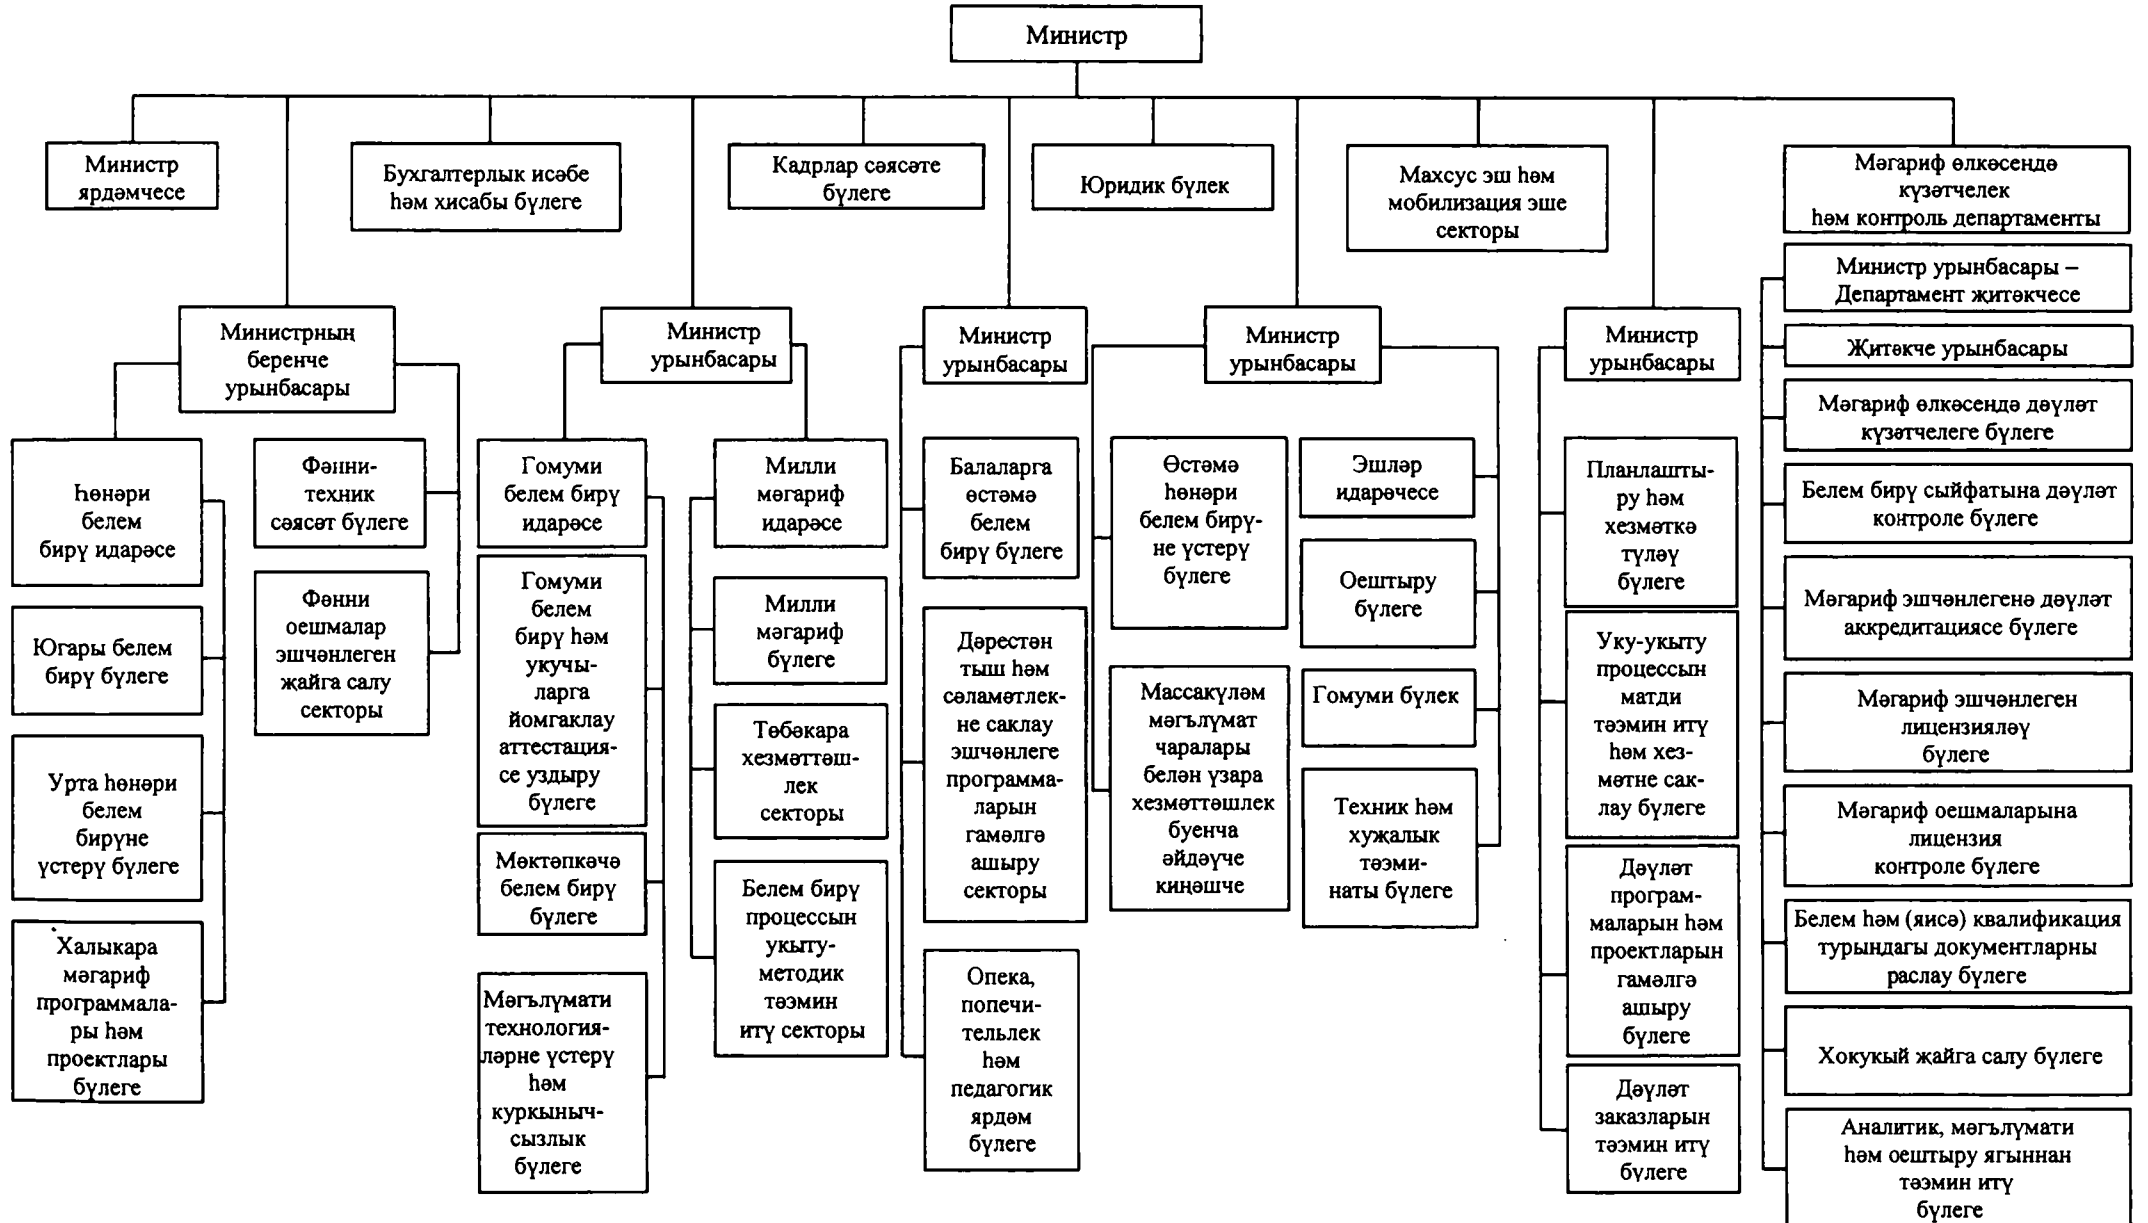 Министр
Министр
ярдәмчесе
Бухгалтерлык исәбе
һәм хисабы бүлеге
Кадрлар сәясәте
бүлеге
Юридик бүлек
Махсус эш һәм
мобилизация эше
секторы
Мәгариф өлкәсендә
күзәтчелек
һәм контроль департаменты
Министрның
беренче
урынбасары
Һөнәри
белем
бирү идарәсе
Югары белем
бирү бүлеге
Урта һөнәри
белем
бирүне
үстерү бүлеге
Халыкара
мәгариф
программала-
ры һәм
проектлары
бүлеге
Фәнни-
техник
сәясәт бүлеге
Фәнни
оешмалар
эшчәнлеген
җайга салу
секторы
Министр
урынбасары
Гомуми
белем бирү
идарәсе
Гомуми
белем
бирү һәм
укучы-
ларга
йомгаклау
аттестация-
се уздыру
бүлеге
Мәктәпкәчә
белем бирү
бүлеге
Мәгълүмати
технология-
ләрне үстерү
һәм
куркыныч-
сызлык
бүлеге
Милли
мәгариф
идарәсе
Милли
мәгариф
бүлеге
Төбәкара
хезмәттәш-
лек
секторы
Белем бирү
процессын
укыту-
методик
тәэмин
итү секторы
Министр
урынбасары
Балаларга
өстәмә
белем
бирү бүлеге
Дәрестән
тыш һәм
сәламәтлек-
не саклау
эшчәнлеге
программа-
ларын
гамәлгә
ашыру
секторы
Опека,
попечи-
тельлек
һәм
педагогик
ярдәм
бүлеге
Министр
урынбасары
Өстәмә
һөнәри
белем бирү-
не үстерү
бүлеге
Массакүләм
мәгълүмат
чаралары
белән үзара
хезмәттәшлек
буенча
әйдәүче
киңәшче
Эшләр
идарәчесе
Оештыру
бүлеге
Гомуми бүлек
Техник һәм
хуҗалык
тәэми-
наты бүлеге
Министр
урынбасары
Планлашты-
ру һәм
хезмәткә
түләү
бүлеге
Уку-укыту
процессын
матди
тәэмин итү
һәм хез-
мәтне сак-
лау бүлеге
Дәүләт
програм-
маларын һәм
проектларын
гамәлгә
ашыру
бүлеге
Дәүләт
заказларын
тәэмин итү
бүлеге
Министр урынбасары –
Департамент җитәкчесе
Җитәкче урынбасары
Мәгариф өлкәсендә дәүләт
күзәтчелеге бүлеге
Белем бирү сыйфатына дәүләт
контроле бүлеге
Мәгариф эшчәнлегенә дәүләт
аккредитациясе бүлеге
Мәгариф эшчәнлеген
лицензияләү
бүлеге
Мәгариф оешмаларына
лицензия
контроле бүлеге
Белем һәм (яисә) квалификация
турындагы документларны
раслау бүлеге
Хокукый җайга салу бүлеге
Аналитик, мәгълүмати
һәм оештыру ягыннан
тәэмин итү
бүлеге